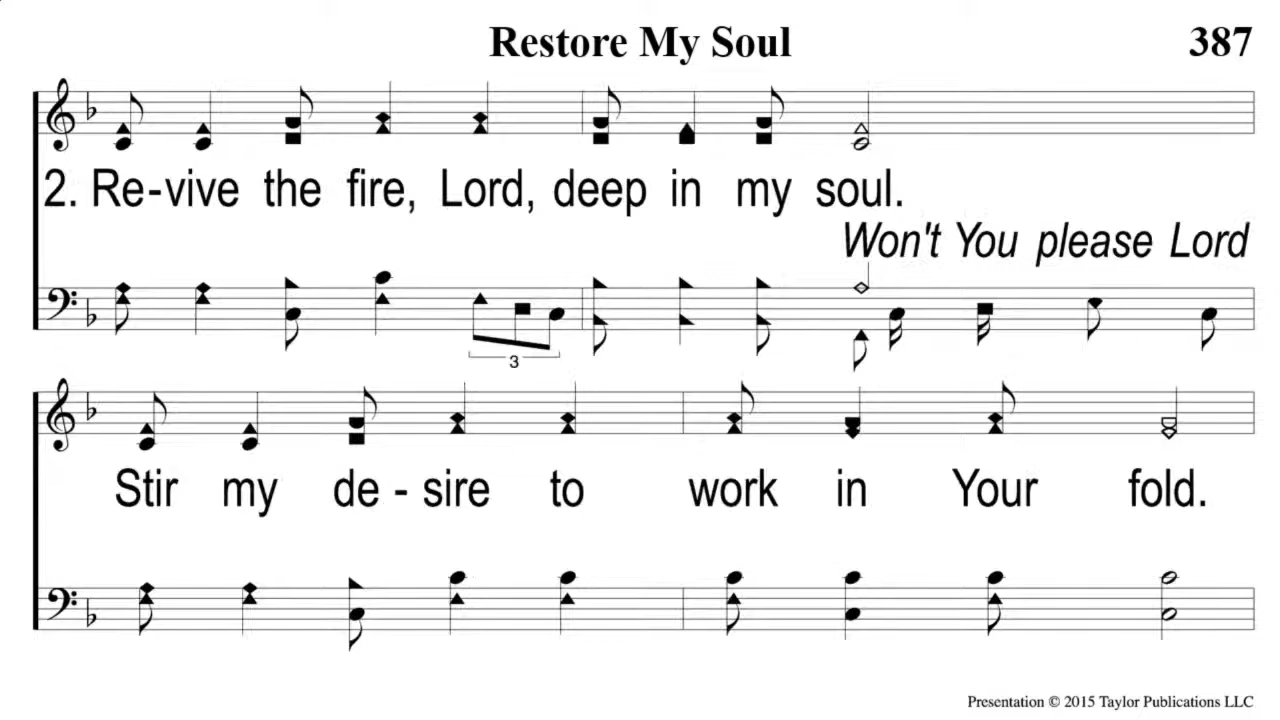 Restore My Soul 387
2. Re-vive the fire, Lord, deep in my soul.
Won't You please Lord
3
Stir my de - sire to work in Your fold.
Presentation © 2015 Taylor Publications LLC